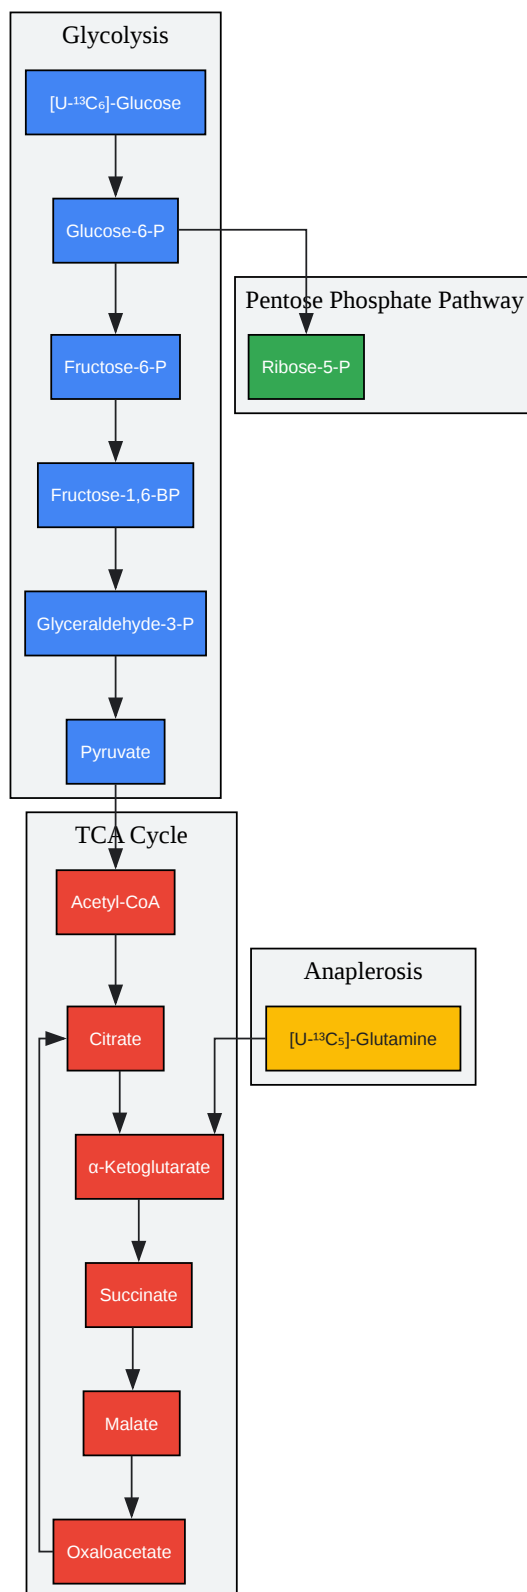 Glycolysis
[U-¹³C₆]-Glucose
Glucose-6-P
Pentose Phosphate Pathway
Fructose-6-P
Ribose-5-P
Fructose-1,6-BP
Glyceraldehyde-3-P
Pyruvate
TCA Cycle
Acetyl-CoA
Anaplerosis
Citrate
[U-¹³C₅]-Glutamine
α-Ketoglutarate
Succinate
Malate
Oxaloacetate